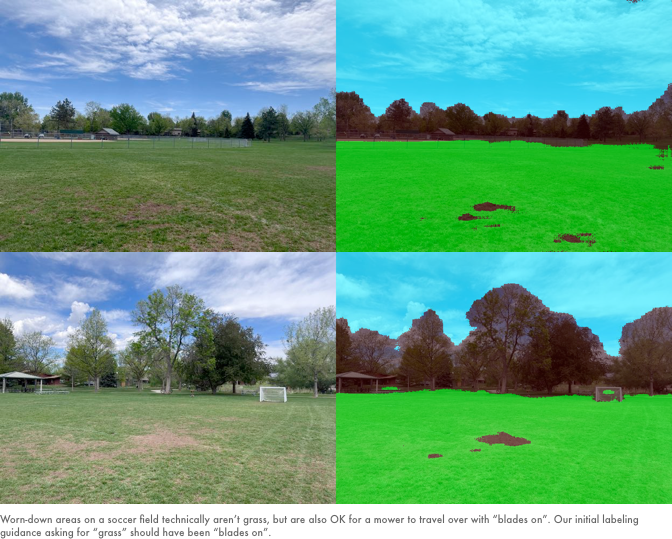 Worn-down areas on a soccer field technically aren’t grass, but are also OK for a mower to travel over with “blades on”. Our initial labeling
guidance asking for “grass” should have been “blades on”.